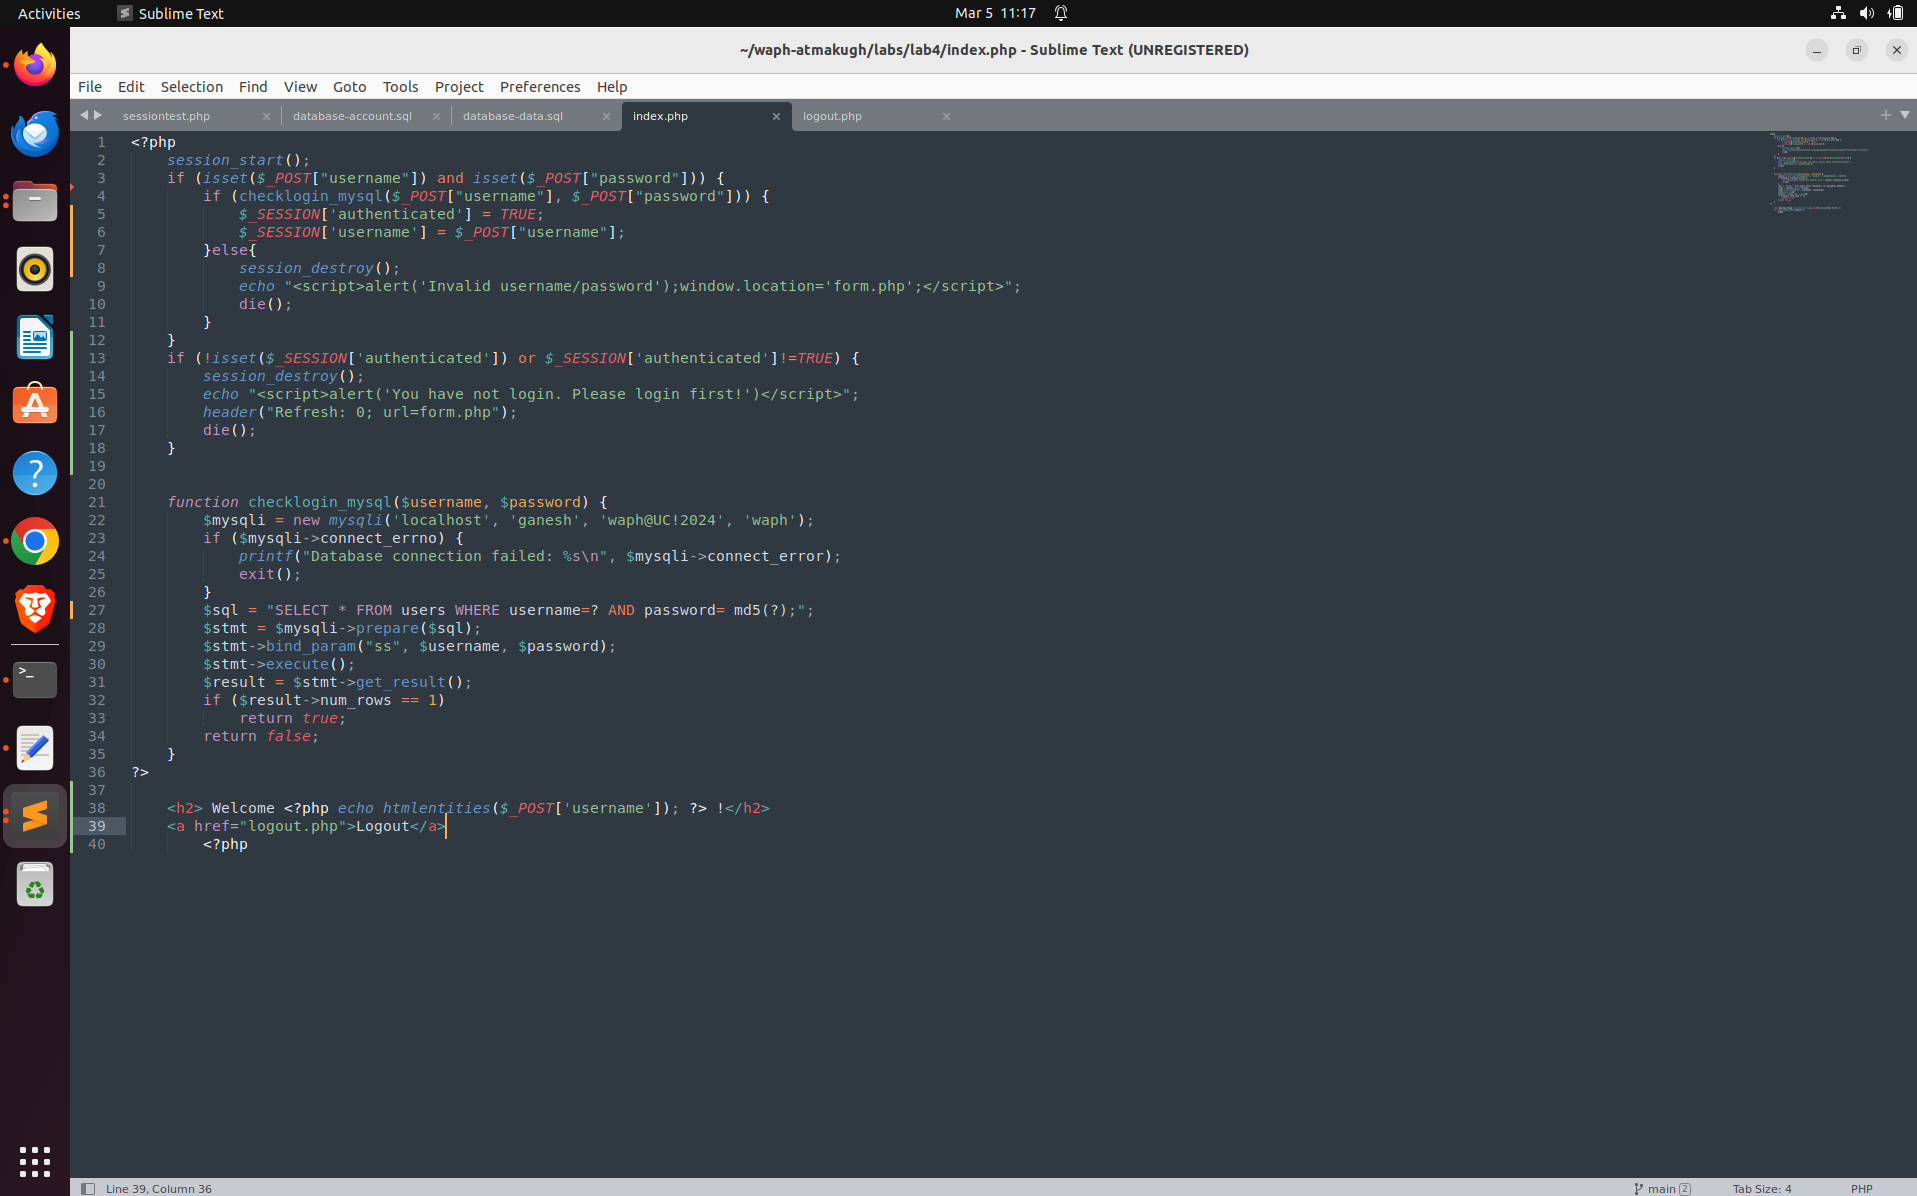 Activities
Sublime Text
Mar 5 11:17
~/waph-atmakugh/labs/lab4/index.php - Sublime Text (UNREGISTERED)
File Edit Selection Find View Goto Tools Project Preferences Help
sessiontest.php
database-account.sql
database-data.sql
index.php
logout.php
1 <?php
2     session_start();
3     if (isset($_POST["username"]) and isset($_POST["password"])) {
4         if (checklogin_mysql($_POST["username"], $_POST["password"])) {
5             $_SESSION['authenticated'] = TRUE;
6             $_SESSION['username'] = $_POST["username"];
7         }else{
8             session_destroy();
9             echo "<script>alert('Invalid username/password');window.location='form.php';</script>";
10             die();
11         }
12     }
13     if (!isset($_SESSION['authenticated']) or $_SESSION['authenticated']!=TRUE) {
14         session_destroy();
15         echo "<script>alert('You have not login. Please login first!')</script>";
16         header("Refresh: 0; url=form.php");
17         die();
18     }
19
20
21     function checklogin_mysql($username, $password) {
22         $mysqli = new mysqli('localhost', 'ganesh', 'waph@UC!2024', 'waph');
23         if ($mysqli->connect_errno) {
24             printf("Database connection failed: %s\n", $mysqli->connect_error);
25             exit();
26         }
27         $sql = "SELECT * FROM users WHERE username=? AND password= md5(?);";
28         $stmt = $mysqli->prepare($sql);
29         $stmt->bind_param("ss", $username, $password);
30         $stmt->execute();
31         $result = $stmt->get_result();
32         if ($result->num_rows == 1)
33             return true;
34         return false;
35     }
36 ?>
37
38     <h2> Welcome <?php echo htmlentities($_POST['username']); ?> !</h2>
39     <a href="logout.php">Logout</a>
40         <?php
Line 39, Column 36
main 2
Tab Size: 4
PHP